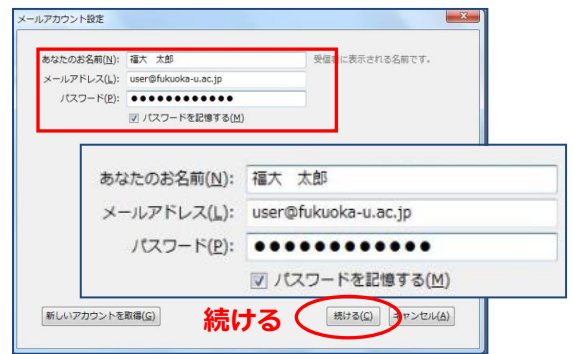 メールアカウント設定
あなたのお名前(N): 福大 太郎 受信者に表示される名前です。
メールアドレス(L): user@fukuoka-u.ac.jp
パスワード(P): ●●●●●●●●●●●●
パスワードを記憶する(M)
あなたのお名前(N): 福大 太郎
メールアドレス(L): user@fukuoka-u.ac.jp
パスワード(P): ●●●●●●●●●●●●
パスワードを記憶する(M)
新しいアカウントを取得(G) 続ける 続ける(C) キャンセル(A)